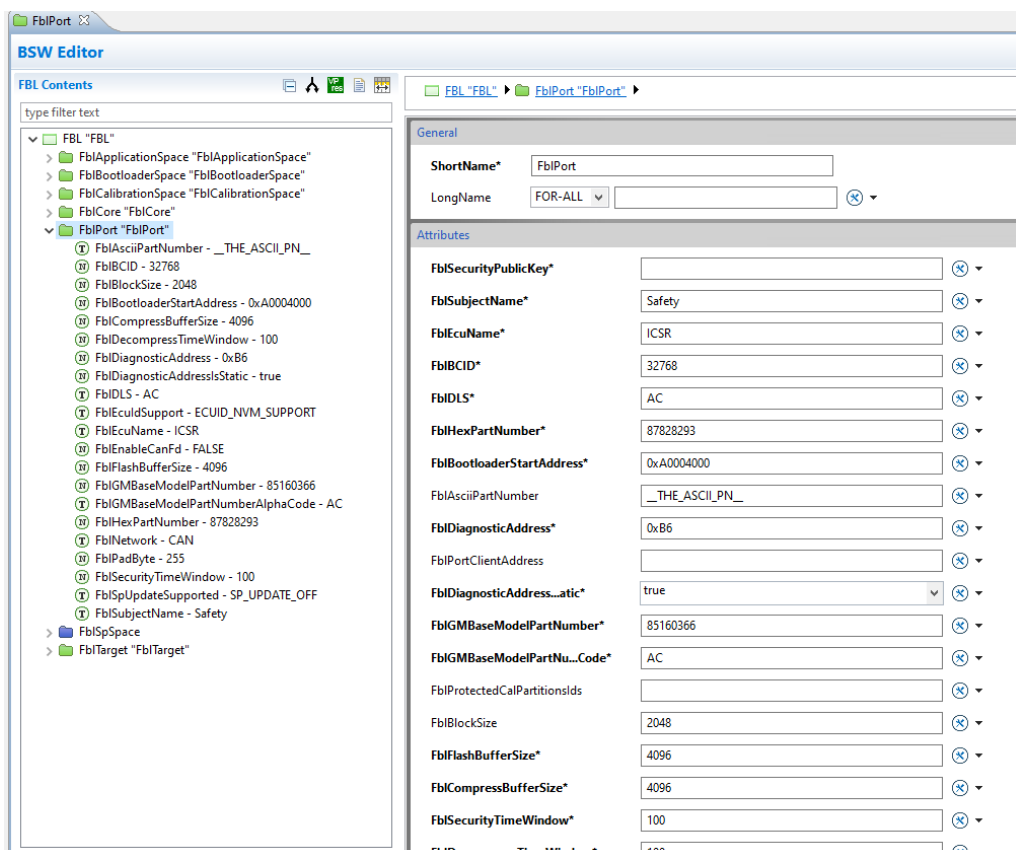 FblPort
BSW Editor
FBL Contents
VP
res
type filter text
FBL "FBL"
FblApplicationSpace "FblApplicationSpace"
FblBootloaderSpace "FblBootloaderSpace"
FblCalibrationSpace "FblCalibrationSpace"
FblCore "FblCore"
FblPort "FblPort"
T FblAsciiPartNumber - __THE_ASCII_PN__
N FblBCID - 32768
N FblBlockSize - 2048
N FblBootloaderStartAddress - 0xA0004000
N FblCompressBufferSize - 4096
N FblDecompressTimeWindow - 100
N FblDiagnosticAddress - 0xB6
N FblDiagnosticAddressIsStatic - true
T FblDLS - AC
T FblEcuIdSupport - ECUID_NVM_SUPPORT
T FblEcuName - ICSR
N FblEnableCanFd - FALSE
N FblFlashBufferSize - 4096
N FblGMBaseModelPartNumber - 85160366
T FblGMBaseModelPartNumberAlphaCode - AC
N FblHexPartNumber - 87828293
T FblNetwork - CAN
N FblPadByte - 255
N FblSecurityTimeWindow - 100
T FblSpUpdateSupported - SP_UPDATE_OFF
T FblSubjectName - Safety
FblSpSpace
FblTarget "FblTarget"
FBL "FBL" FblPort "FblPort"
General
ShortName* FblPort
LongName FOR-ALL
Attributes
FblSecurityPublicKey*
FblSubjectName* Safety
FblEcuName* ICSR
FblBCID* 32768
FblDLS* AC
FblHexPartNumber* 87828293
FblBootloaderStartAddress* 0xA0004000
FblAsciiPartNumber __THE_ASCII_PN__
FblDiagnosticAddress* 0xB6
FblPortClientAddress
FblDiagnosticAddress...atic* true
FblGMBaseModelPartNumber* 85160366
FblGMBaseModelPartNu...Code* AC
FblProtectedCalPartitionsIds
FblBlockSize 2048
FblFlashBufferSize* 4096
FblCompressBufferSize* 4096
FblSecurityTimeWindow* 100